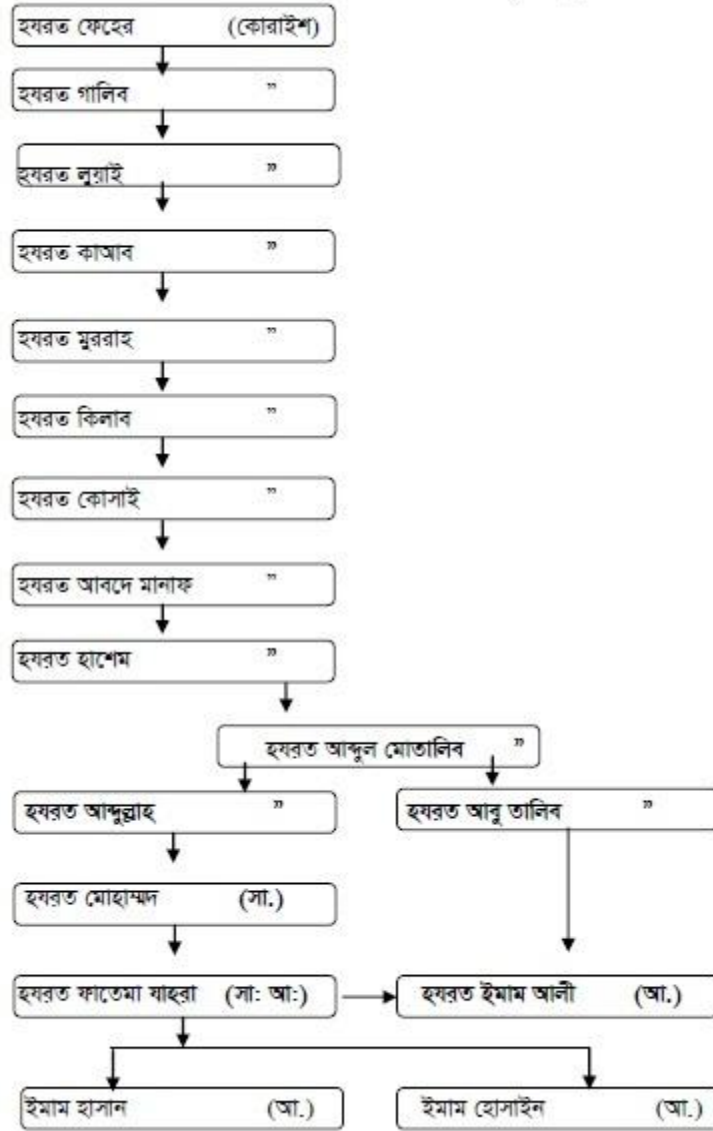 হযরত ফেহের (কোরাইশ)
হযরত গালিব ”
হযরত লুয়াই ”
হযরত কাআব ”
হযরত মুররাহ ”
হযরত কিলাব ”
হযরত কোসাই ”
হযরত আবদে মানাফ ”
হযরত হাশেম ”
হযরত আব্দুল মোতালিব ”
হযরত আব্দুল্লাহ ”
হযরত আবু তালিব ”
হযরত মোহাম্মদ (সা.)
হযরত ফাতেমা যাহরা (সা: আ:)
হযরত ইমাম আলী (আ.)
ইমাম হাসান (আ.)
ইমাম হোসাইন (আ.)